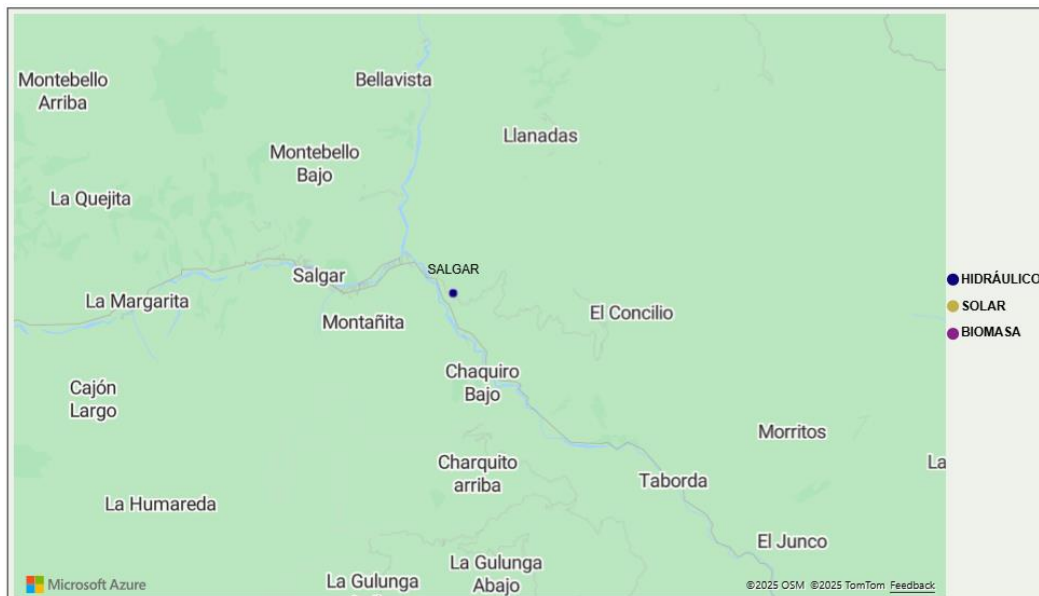 Montebello
Arriba
Bellavista
Llanadas
Montebello
Bajo
La Quejita
SALGAR
Salgar
HIDRÁULICO
La Margarita
SOLAR
El Concilio
Montañita
BIOMASA
Chaquiro
Bajo
Cajón
Largo
Morritos
Charquito
arriba
La
Taborda
La Humareda
El Junco
La Gulunga
Abajo
La Gulunga
Microsoft Azure
©2025 OSM ©2025 TomTom Feedback